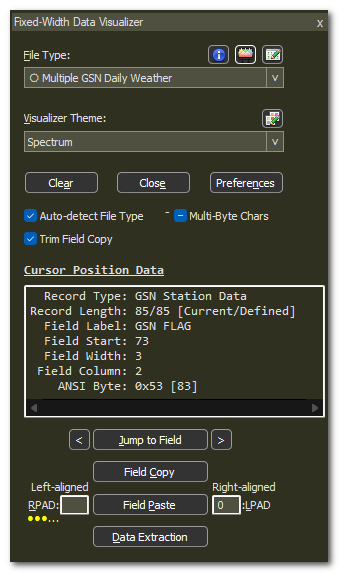 Fixed-Width Data Visualizer x
File Type:
Multiple GSN Daily Weather
Visualizer Theme:
Spectrum
Clear Close Preferences
Auto-detect File Type Multi-Byte Chars
Trim Field Copy
Cursor Position Data
Record Type: GSN Station Data
Record Length: 85/85 [Current/Defined]
Field Label: GSN FLAG
Field Start: 73
Field Width: 3
Field Column: 2
ANSI Byte: 0x53 [83]
< Jump to Field >
Field Copy
Left-aligned Right-aligned
RPAD: Field Paste 0 :LPAD
Data Extraction